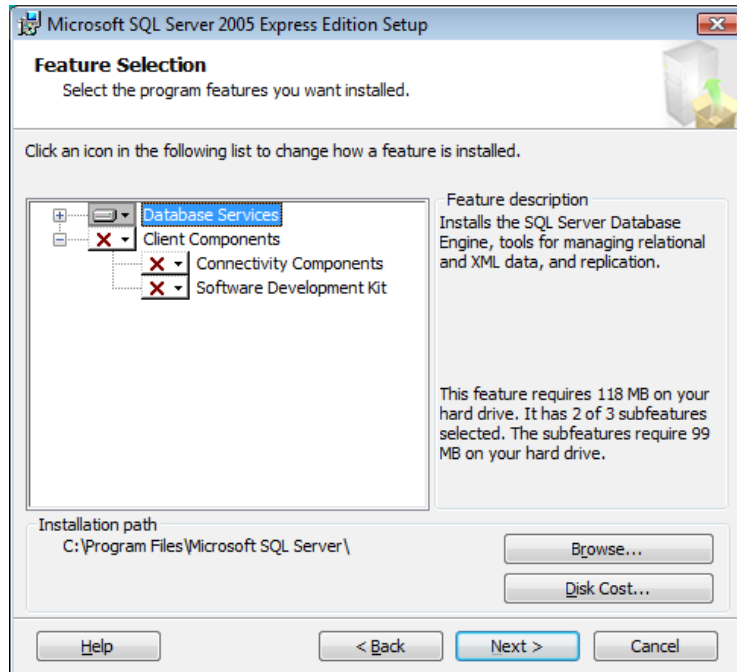 Microsoft SQL Server 2005 Express Edition Setup
Feature Selection
Select the program features you want installed.
Click an icon in the following list to change how a feature is installed.
Database Services
Client Components
Connectivity Components
Software Development Kit
Feature description
Installs the SQL Server Database
Engine, tools for managing relational
and XML data, and replication.
This feature requires 118 MB on your
hard drive. It has 2 of 3 subfeatures
selected. The subfeatures require 99
MB on your hard drive.
Installation path
C:\Program Files\Microsoft SQL Server\
Browse...
Disk Cost...
Help
< Back
Next >
Cancel